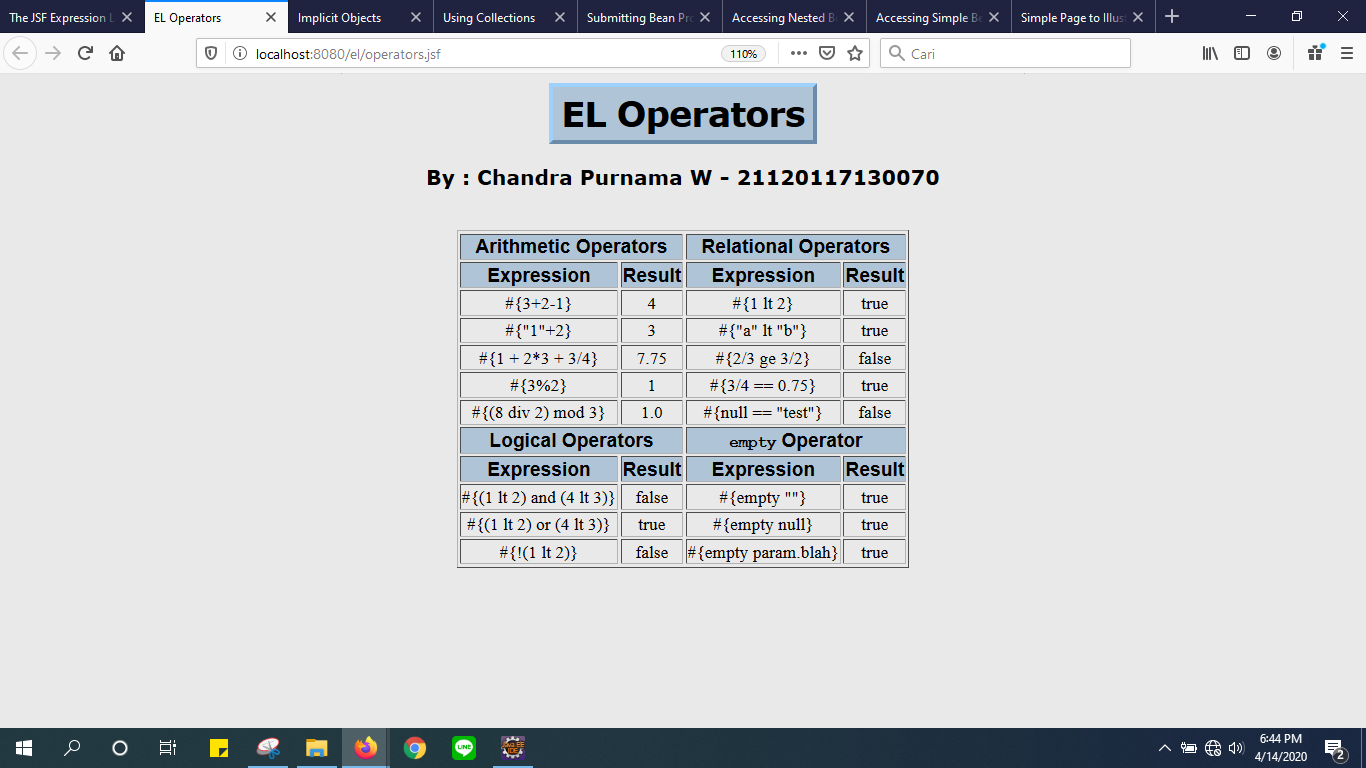 The JSF Expression L
EL Operators
Implicit Objects
Using Collections
Submitting Bean Pro
Accessing Nested B
Accessing Simple Be
Simple Page to Illust
localhost:8080/el/operators.jsf
110%
Cari
EL Operators
By : Chandra Purnama W - 21120117130070
Arithmetic Operators Relational Operators
Expression Result Expression Result
#{3+2-1} 4 #{1 lt 2} true
#{"1"+2} 3 #{"a" lt "b"} true
#{1 + 2*3 + 3/4} 7.75 #{2/3 ge 3/2} false
#{3%2} 1 #{3/4 == 0.75} true
#{(8 div 2) mod 3} 1.0 #{null == "test"} false
Logical Operators empty Operator
Expression Result Expression Result
#{(1 lt 2) and (4 lt 3)} false #{empty ""} true
#{(1 lt 2) or (4 lt 3)} true #{empty null} true
#{!(1 lt 2)} false #{empty param.blah} true
LINE
Java EE
IDE
6:44 PM
4/14/2020
2